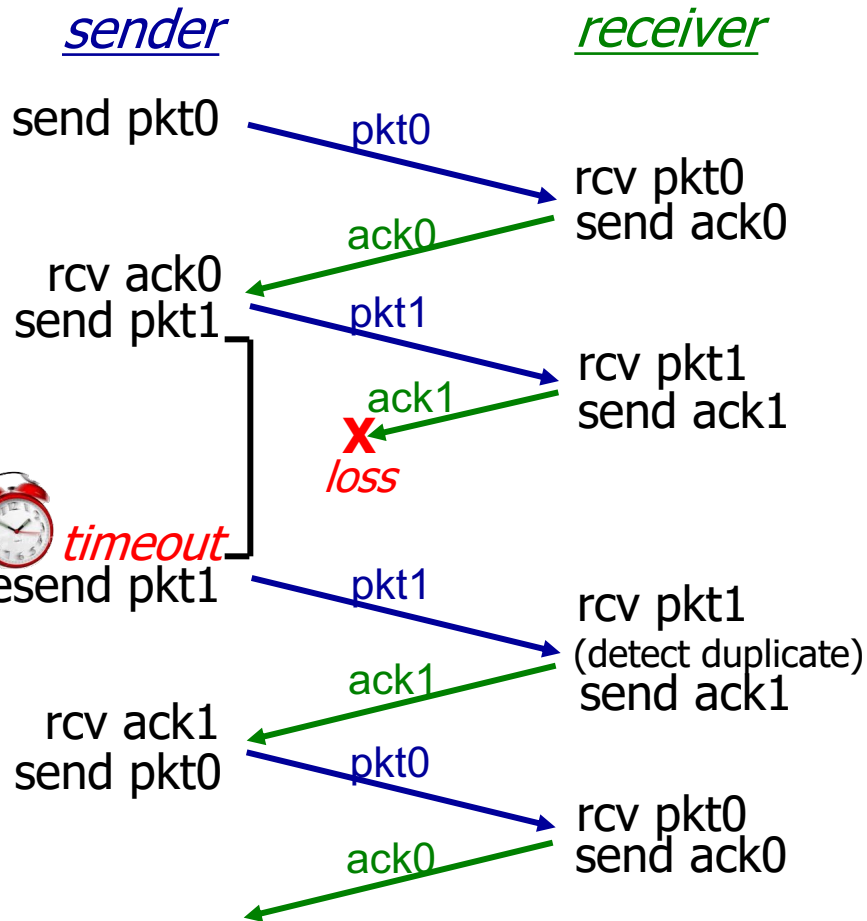 sender
receiver
send pkt0
pkt0
rcv pkt0
send ack0
ack0
rcv ack0
send pkt1
pkt1
rcv pkt1
send ack1
ack1
X
loss
timeout
esend pkt1
pkt1
rcv pkt1
(detect duplicate)
send ack1
ack1
rcv ack1
send pkt0
pkt0
rcv pkt0
send ack0
ack0